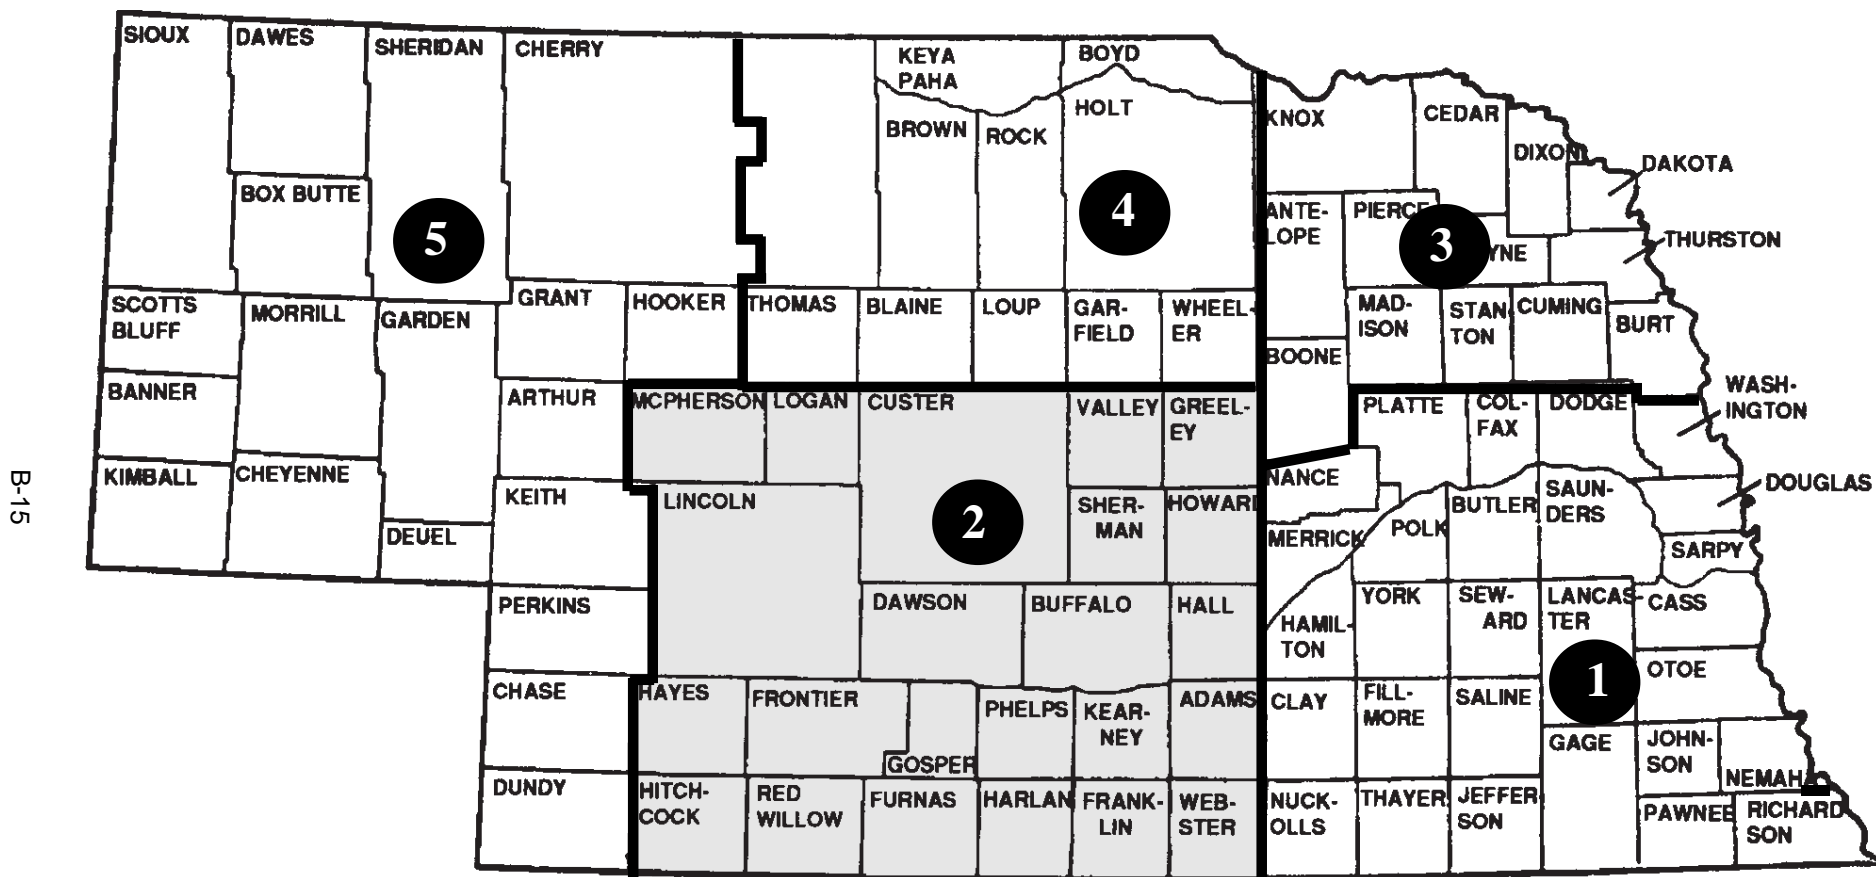 SIOUX
DAWES
SHERIDAN
CHERRY
KEYA
PAHA
BOYD
HOLT
BROWN
ROCK
KNOX
CEDAR
DIXON
DAKOTA
BOX BUTTE
5
4
ANTE-
LOPE
PIERCE
3
YNE
THURSTON
SCOTTS
BLUFF
MORRILL
GARDEN
GRANT
HOOKER
THOMAS
BLAINE
LOUP
GAR-
FIELD
WHEEL-
ER
MAD-
ISON
STAN
TON
CUMING
BURT
BOONE
BANNER
ARTHUR
MCPHERSON
LOGAN
CUSTER
VALLEY
GREEL-
EY
PLATTE
COL-
FAX
DODGE
WASH-
INGTON
KIMBALL
CHEYENNE
KEITH
LINCOLN
2
SHER-
MAN
HOWARD
NANCE
MERRICK
POLK
BUTLER
SAUN-
DERS
DOUGLAS
SARPY
B-15
DEUEL
PERKINS
DAWSON
BUFFALO
HALL
HAMIL-
TON
YORK
SEW-
ARD
LANCAS-
TER
CASS
1
OTOE
CHASE
HAYES
FRONTIER
GOSPER
PHELPS
KEAR-
NEY
ADAMS
CLAY
FILL-
MORE
SALINE
GAGE
JOHN-
SON
NEMAHA
DUNDY
HITCH-
COCK
RED
WILLOW
FURNAS
HARLAN
FRANK-
LIN
WEB-
STER
NUCK-
OLLS
THAYER
JEFFER
SON
PAWNEE
RICHARD
SON